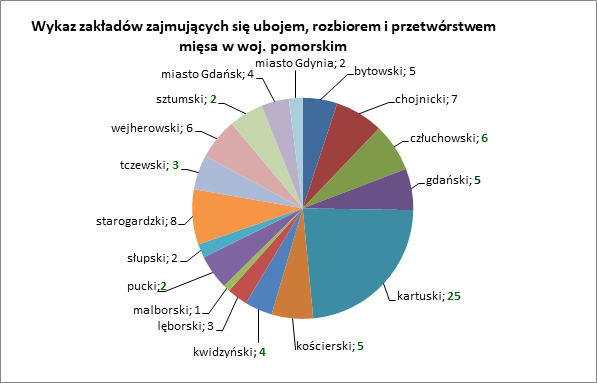 Wykaz zakładów zajmujących się ubojem, rozbiorem i przetwórstwem
mięsa w woj. pomorskim
miasto Gdynia; 2
bytowski; 5
miasto Gdańsk; 4
chojnicki; 7
sztumski; 2
wejherowski; 6
człuchowski; 6
tczewski; 3
gdański; 5
starogardzki; 8
słupski; 2
pucki;2
kartuski; 25
malborski; 1
lęborski; 3
kwidzyński; 4
kościerski; 5